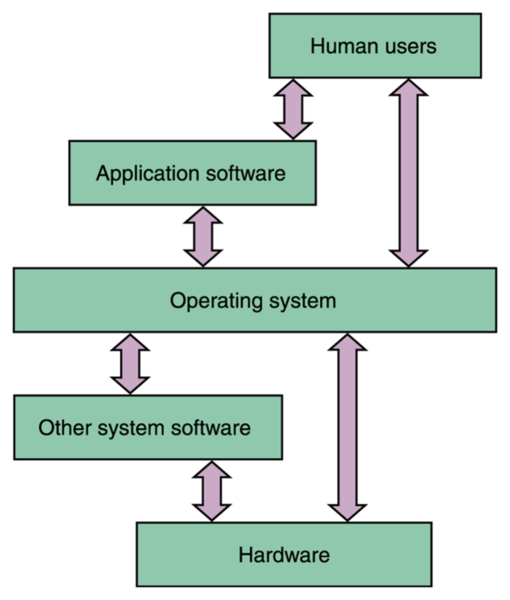 Human users
Application software
Operating system
Other system software
Hardware